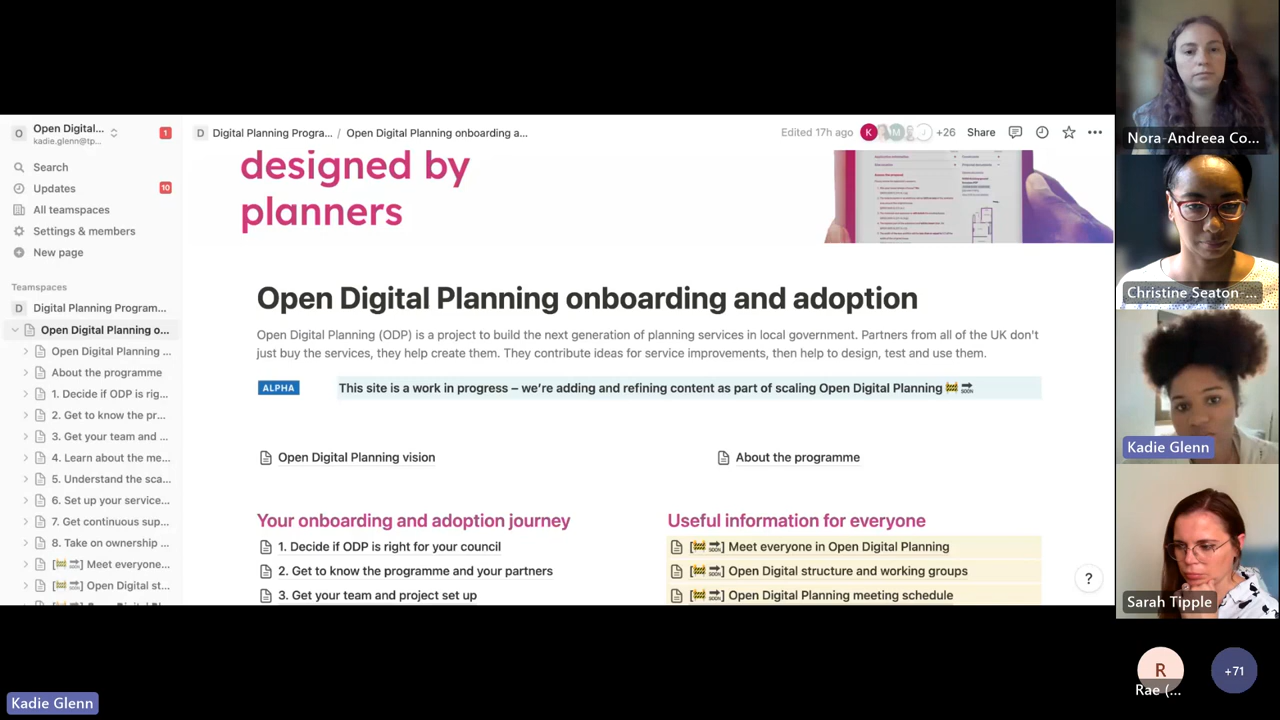 Open Digital...
kadie.glenn@tp...
1
Search
Updates
10
All teamspaces
Settings & members
New page
Teamspaces
D Digital Planning Program...
Open Digital Planning o...
Open Digital Planning ...
About the programme
1. Decide if ODP is rig...
2. Get to know the pr...
3. Get your team and ...
4. Learn about the me...
5. Understand the sca...
6. Set up your service...
7. Get continuous sup...
8. Take on ownership ...
[🚧🔜] Meet everyone...
[🚧🔜] Open Digital st...
D Digital Planning Progra... / Open Digital Planning onboarding a...
Edited 17h ago
K
M
J
+26
Share
designed by
planners
Open Digital Planning onboarding and adoption
Open Digital Planning (ODP) is a project to build the next generation of planning services in local government. Partners from all of the UK don't
just buy the services, they help create them. They contribute ideas for service improvements, then help to design, test and use them.
ALPHA
This site is a work in progress – we're adding and refining content as part of scaling Open Digital Planning 🚧🔜
Open Digital Planning vision
About the programme
Your onboarding and adoption journey
1. Decide if ODP is right for your council
2. Get to know the programme and your partners
3. Get your team and project set up
Useful information for everyone
[🚧🔜] Meet everyone in Open Digital Planning
[🚧🔜] Open Digital structure and working groups
[🚧🔜] Open Digital Planning meeting schedule
?
Nora-Andreea Co...
Christine Seaton-...
Kadie Glenn
Sarah Tipple
R
Rae (...
+71
Kadie Glenn